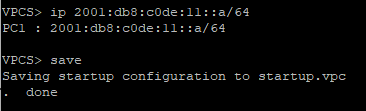 VPCS> ip 2001:db8:c0de:11::a/64
PC1 : 2001:db8:c0de:11::a/64
VPCS> save
Saving startup configuration to startup.vpc
.  done